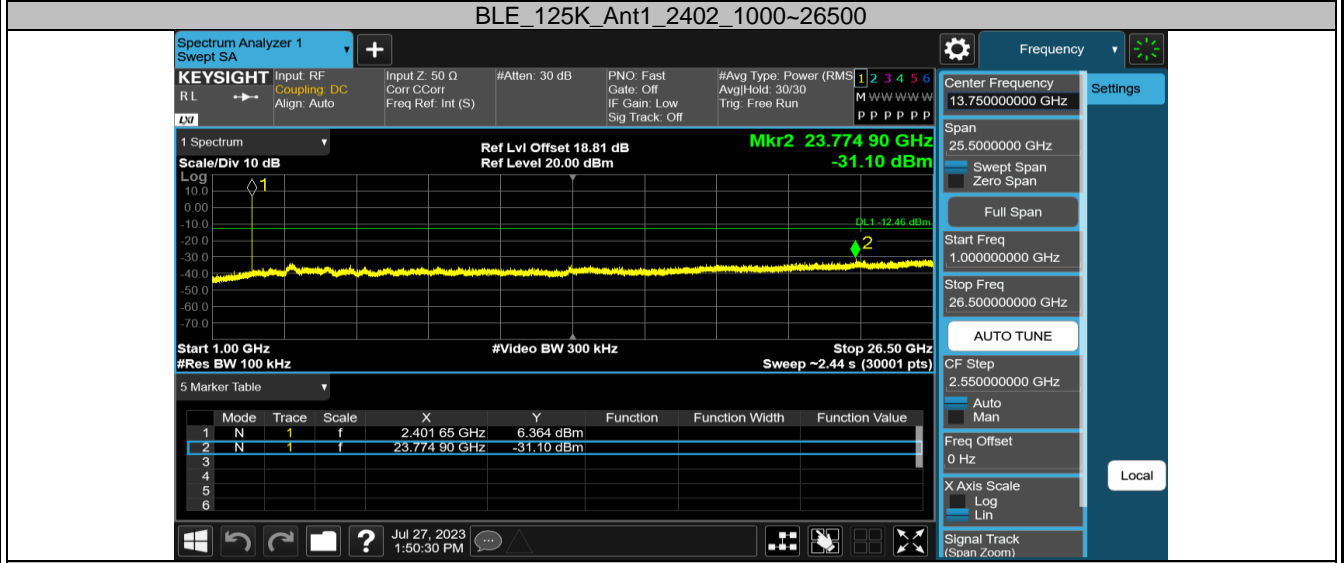 BLE_125K_Ant1_2402_1000~26500
Spectrum Analyzer 1
Swept SA
+
Frequency
KEYSIGHT
R L
LXI
Input: RF
Coupling: DC
Align: Auto
Input Z: 50 Ω
Corr CCorr
Freq Ref: Int (S)
#Atten: 30 dB
PNO: Fast
Gate: Off
IF Gain: Low
Sig Track: Off
#Avg Type: Power (RMS
Avg|Hold: 30/30
Trig: Free Run
1 2 3 4 5 6
M W W W W W
P P P P P P
1 Spectrum
Scale/Div 10 dB
Ref Lvl Offset 18.81 dB
Ref Level 20.00 dBm
Mkr2 23.774 90 GHz
-31.10 dBm
Log
10.0
0.00
-10.0
-20.0
-30.0
-40.0
-50.0
-60.0
-70.0
1
DL1 -12.46 dBm
2
Start 1.00 GHz
#Res BW 100 kHz
#Video BW 300 kHz
Stop 26.50 GHz
Sweep ~2.44 s (30001 pts)
5 Marker Table
Mode Trace Scale X Y Function Function Width Function Value
1 N 1 f 2.401 65 GHz 6.364 dBm
2 N 1 f 23.774 90 GHz -31.10 dBm
3
4
5
6
?
Jul 27, 2023
1:50:30 PM
Center Frequency
13.750000000 GHz
Settings
Span
25.5000000 GHz
Swept Span
Zero Span
Full Span
Start Freq
1.000000000 GHz
Stop Freq
26.500000000 GHz
AUTO TUNE
CF Step
2.550000000 GHz
Auto
Man
Freq Offset
0 Hz
Local
X Axis Scale
Log
Lin
Signal Track
(Span Zoom)